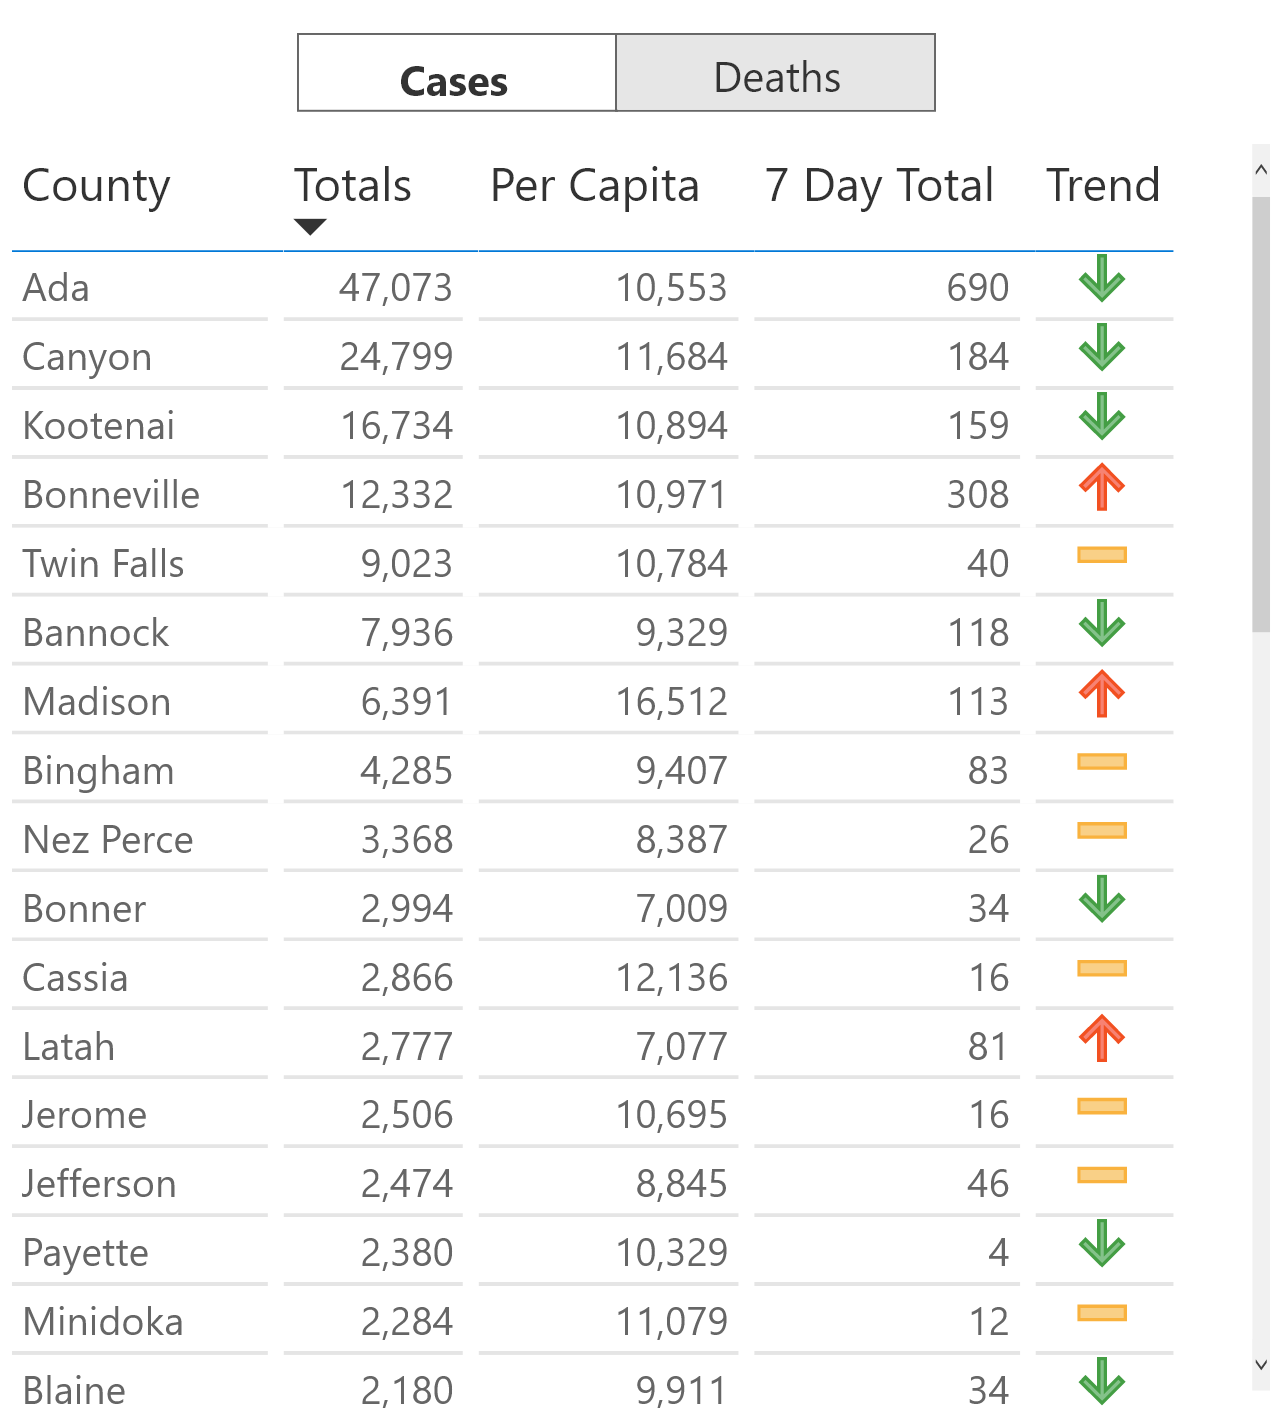 Cases Deaths
County Totals Per Capita 7 Day Total Trend
Ada 47,073 10,553 690
Canyon 24,799 11,684 184
Kootenai 16,734 10,894 159
Bonneville 12,332 10,971 308
Twin Falls 9,023 10,784 40
Bannock 7,936 9,329 118
Madison 6,391 16,512 113
Bingham 4,285 9,407 83
Nez Perce 3,368 8,387 26
Bonner 2,994 7,009 34
Cassia 2,866 12,136 16
Latah 2,777 7,077 81
Jerome 2,506 10,695 16
Jefferson 2,474 8,845 46
Payette 2,380 10,329 4
Minidoka 2,284 11,079 12
Blaine 2,180 9,911 34